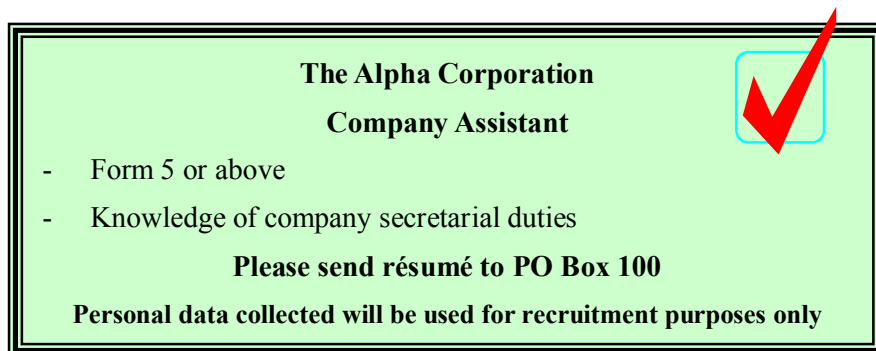 The Alpha Corporation
Company Assistant
- Form 5 or above
- Knowledge of company secretarial duties
Please send résumé to PO Box 100
Personal data collected will be used for recruitment purposes only